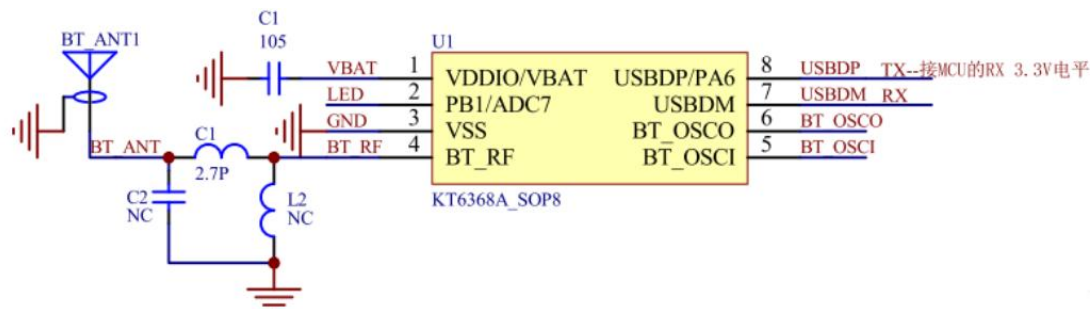 BT_ANT1
C1
105
U1
VBAT 1 VDDIO/VBAT USBDP/PA6 8 USBDP TX--接MCU的RX 3.3V电平
LED 2 PB1/ADC7 USBDM 7 USBDM RX
GND 3 VSS BT_OSCO 6 BT_OSCO
BT_RF 4 BT_RF BT_OSCI 5 BT_OSCI
BT_ANT
C1
2.7P
C2
NC
L2
NC
KT6368A_SOP8